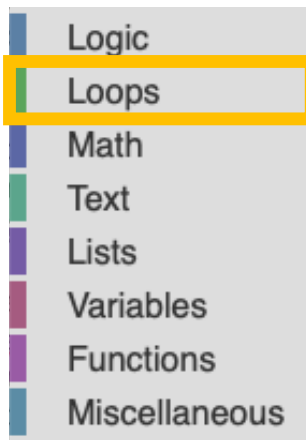 Logic
Loops
Math
Text
Lists
Variables
Functions
Miscellaneous